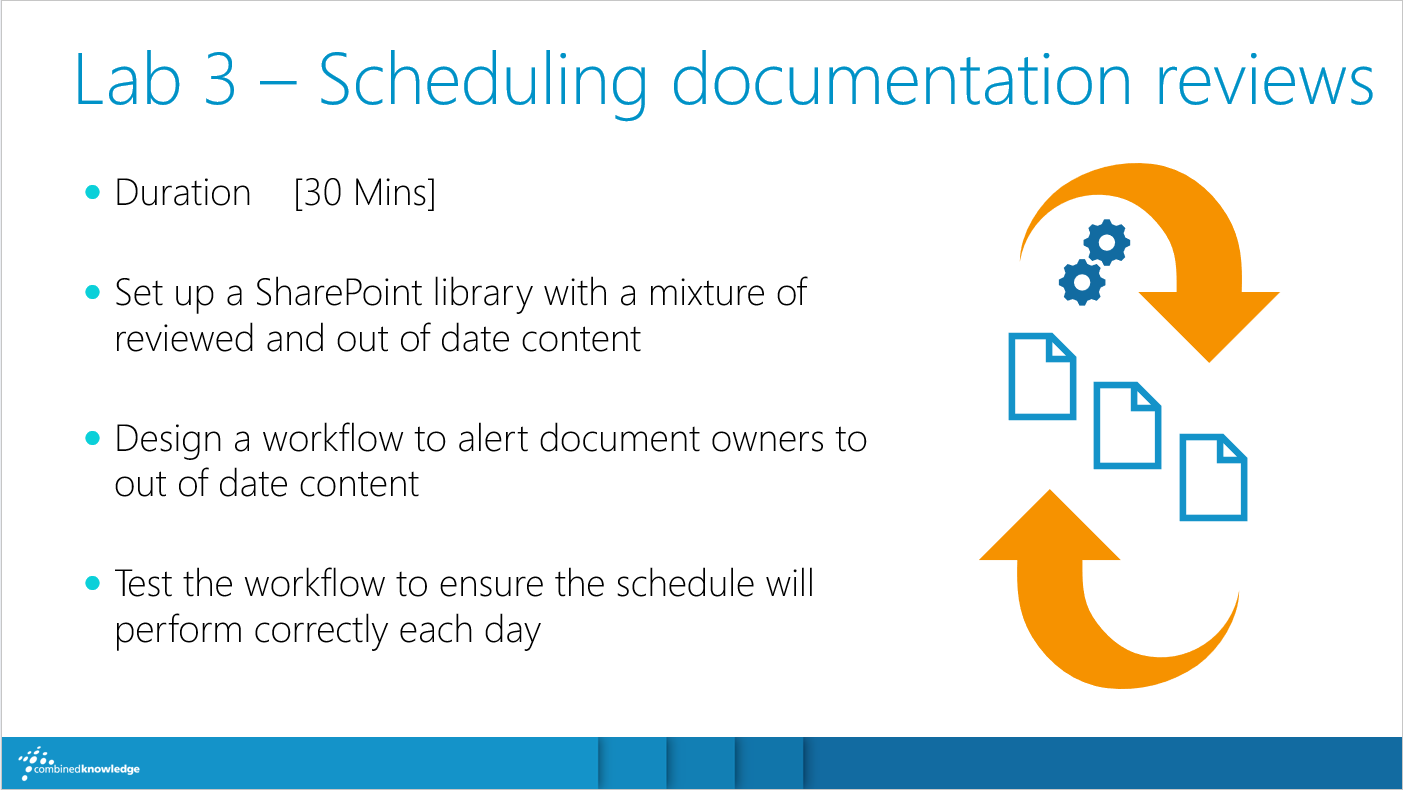 Lab 3 – Scheduling documentation reviews
• Duration [30 Mins]
• Set up a SharePoint library with a mixture of
reviewed and out of date content
• Design a workflow to alert document owners to
out of date content
• Test the workflow to ensure the schedule will
perform correctly each day
combinedknowledge